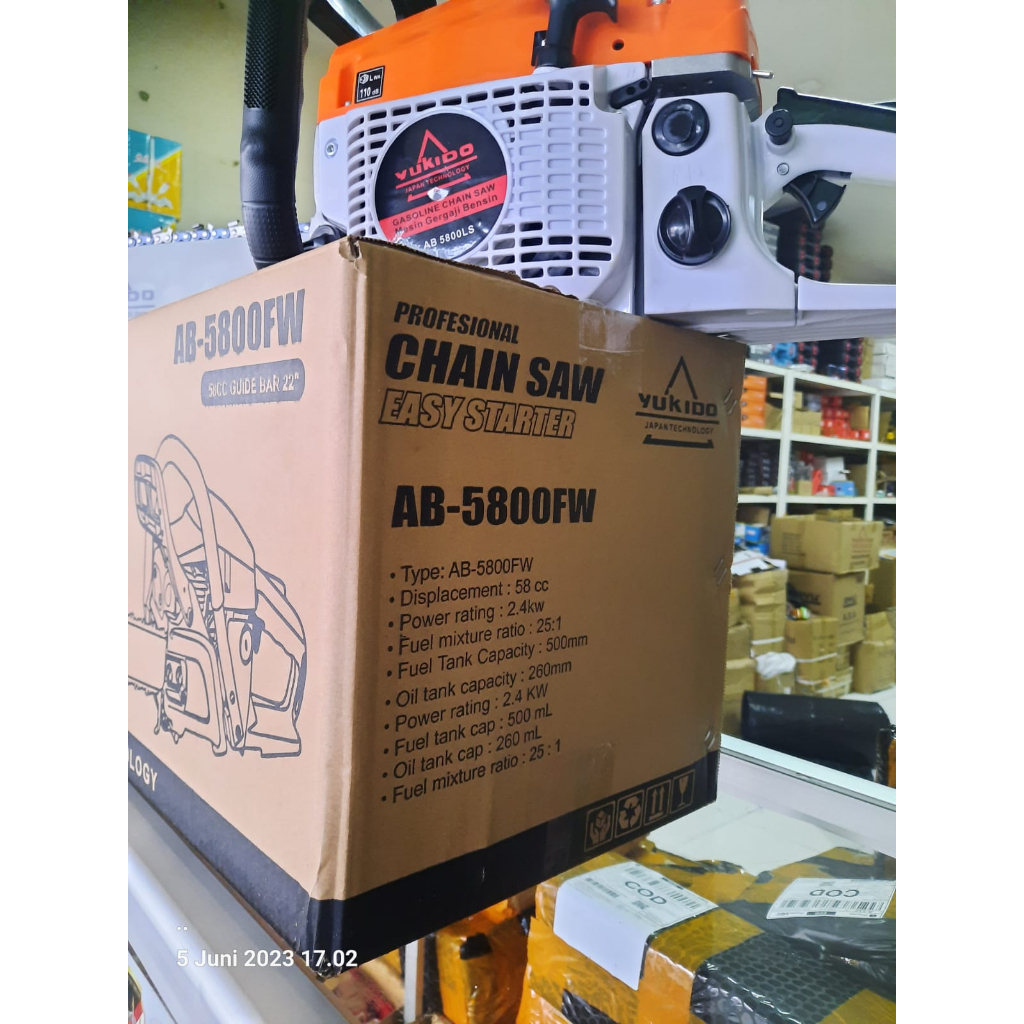 LWA
110 dB
YUKIDO
JAPAN TECHNOLOGY
GASOLINE CHAIN SAW
Mesin Gergaji Bensin
AB 5800LS
AB-5800FW
58CC GUIDE BAR 22"
PROFESIONAL
CHAIN SAW
EASY STARTER
YUKIDO
JAPAN TECHNOLOGY
AB-5800FW
• Type: AB-5800FW
• Displacement : 58 cc
• Power rating : 2.4kw
• Fuel mixture ratio : 25:1
• Fuel Tank Capacity : 500mm
• Oil tank capacity : 260mm
• Power rating : 2.4 KW
• Fuel tank cap : 500 mL
• Oil tank cap : 260 mL
• Fuel mixture ratio : 25 : 1
LOGY
COD
COD
5 Juni 2023 17.02